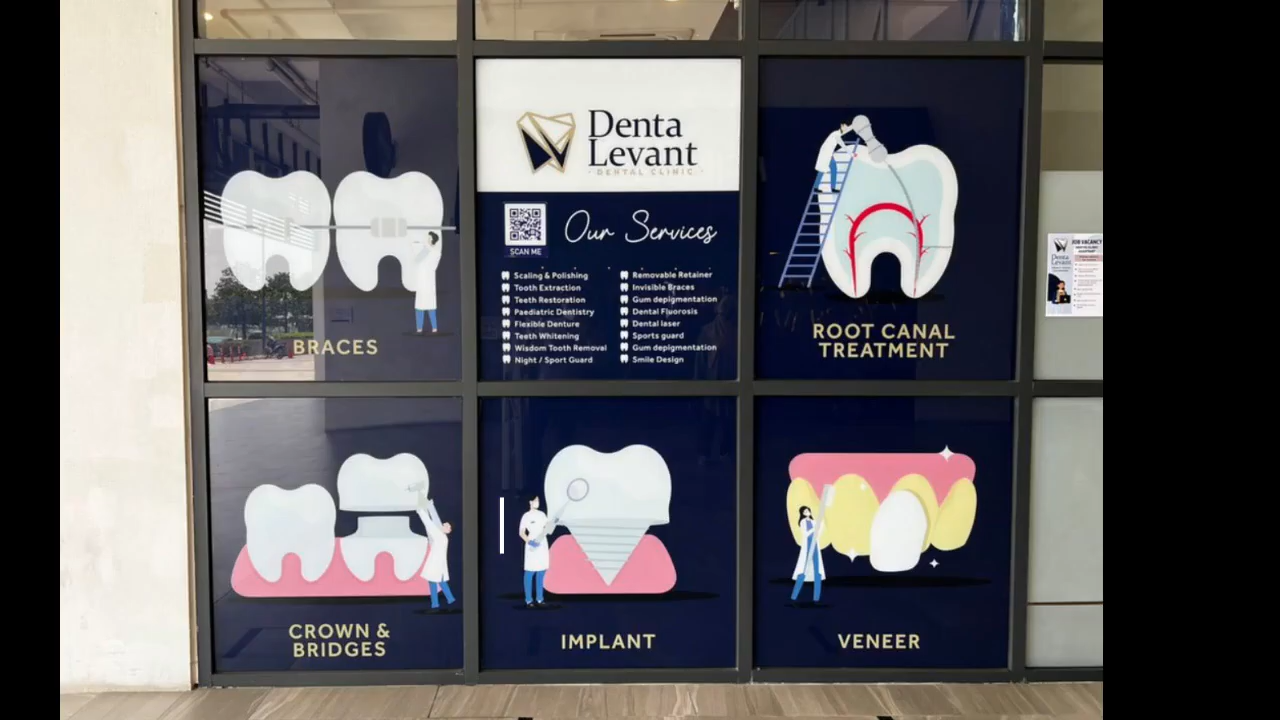 Denta
Levant
· DENTAL CLINIC ·
Our Services
SCAN ME
Scaling & Polishing
Tooth Extraction
Teeth Restoration
Paediatric Dentistry
Flexible Denture
Teeth Whitening
Wisdom Tooth Removal
Night / Sport Guard
Removable Retainer
Invisible Braces
Gum depigmentation
Dental Fluorosis
Dental laser
Sports guard
Gum depigmentation
Smile Design
BRACES
ROOT CANAL
TREATMENT
JOB VACANCY
Denta
Levant
CROWN &
BRIDGES
IMPLANT
VENEER